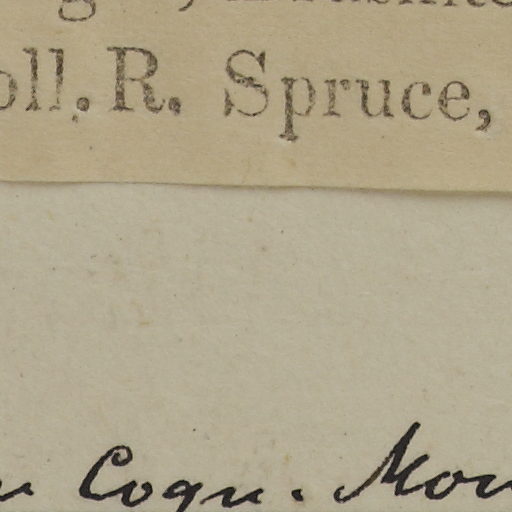 oll. R. Spruce,
Cogn. Mon